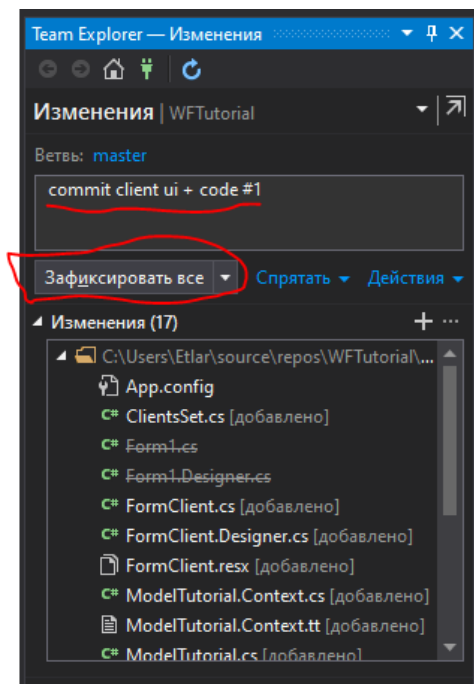 Team Explorer — Изменения
Изменения | WFTutorial
Ветвь: master
commit client ui + code #1
Зафиксировать все Спрятать Действия
Изменения (17)
C:\Users\Etlar\source\repos\WFTutorial\...
App.config
C# ClientsSet.cs [добавлено]
C# Form1.cs
C# Form1.Designer.cs
C# FormClient.cs [добавлено]
C# FormClient.Designer.cs [добавлено]
FormClient.resx [добавлено]
C# ModelTutorial.Context.cs [добавлено]
ModelTutorial.Context.tt [добавлено]
C# ModelTutorial.cs [добавлено]